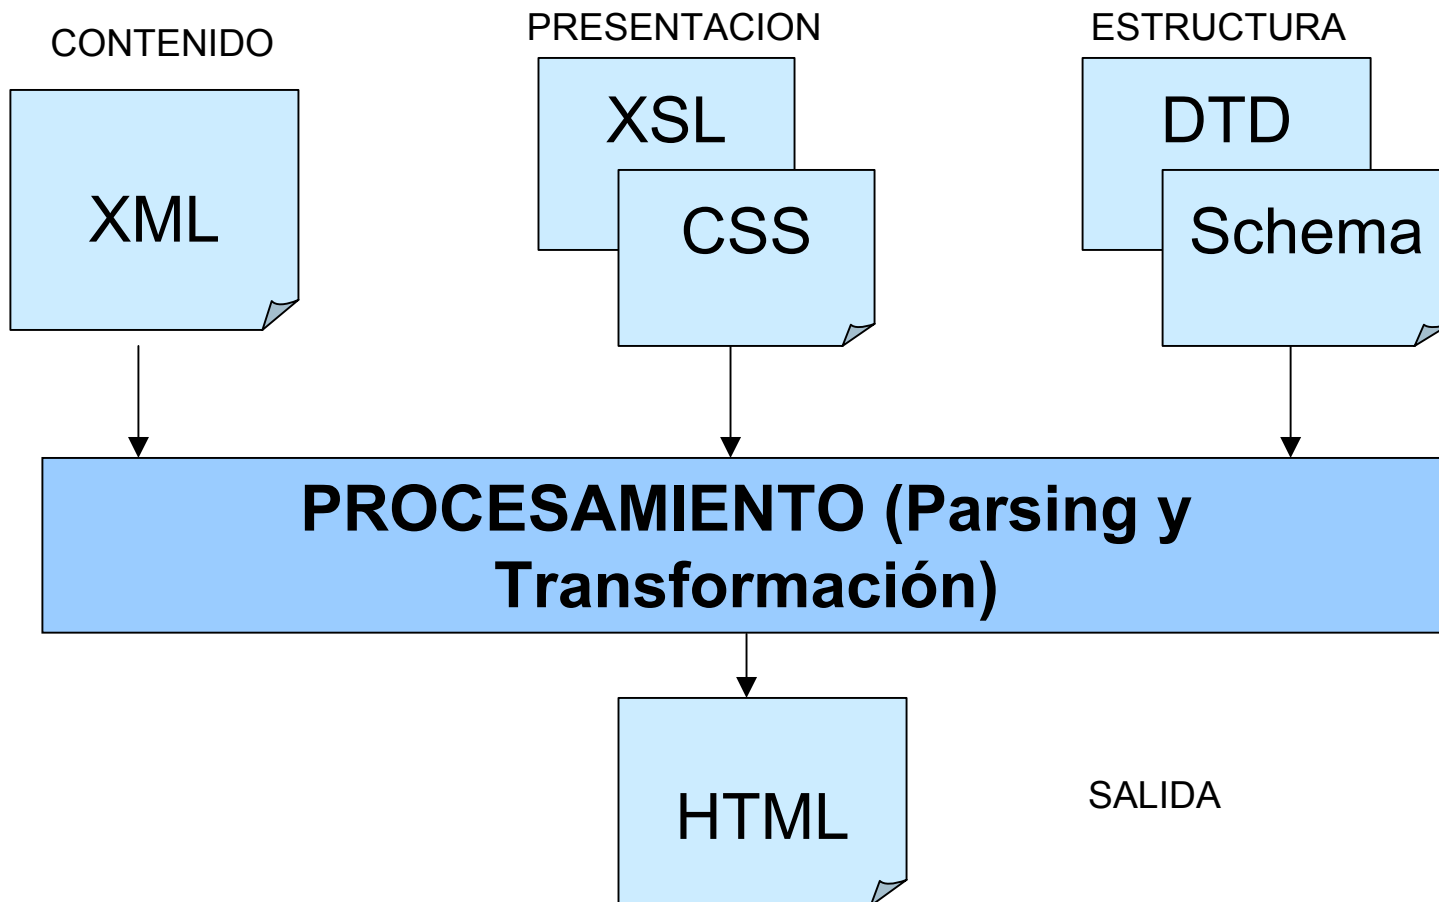 CONTENIDO
PRESENTACION
ESTRUCTURA
XML
XSL
CSS
DTD
Schema
PROCESAMIENTO (Parsing y
Transformación)
HTML
SALIDA